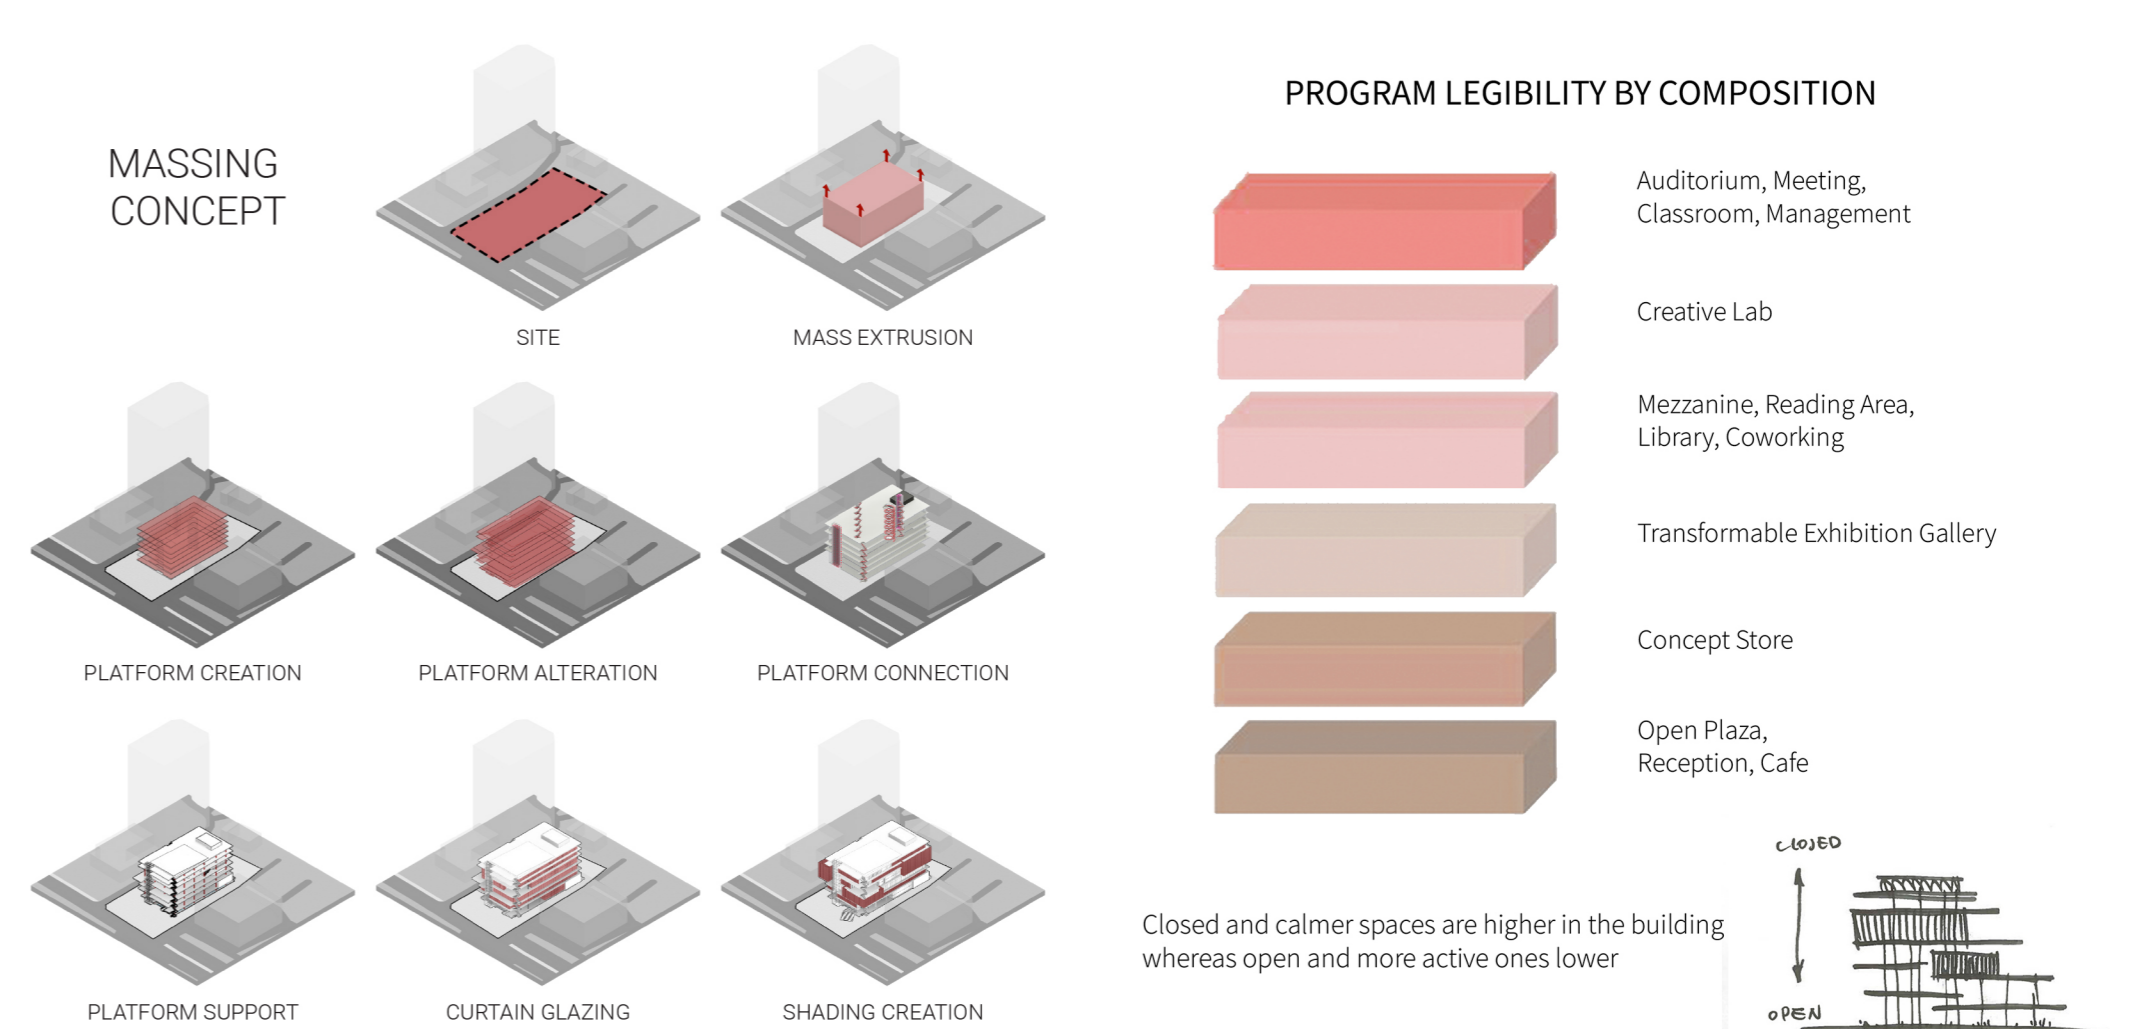 MASSING
CONCEPT
SITE
MASS EXTRUSION
PLATFORM CREATION
PLATFORM ALTERATION
PLATFORM CONNECTION
PLATFORM SUPPORT
CURTAIN GLAZING
SHADING CREATION
PROGRAM LEGIBILITY BY COMPOSITION
Auditorium, Meeting,
Classroom, Management
Creative Lab
Mezzanine, Reading Area,
Library, Coworking
Transformable Exhibition Gallery
Concept Store
Open Plaza,
Reception, Cafe
Closed and calmer spaces are higher in the building
whereas open and more active ones lower
CLOSED
OPEN